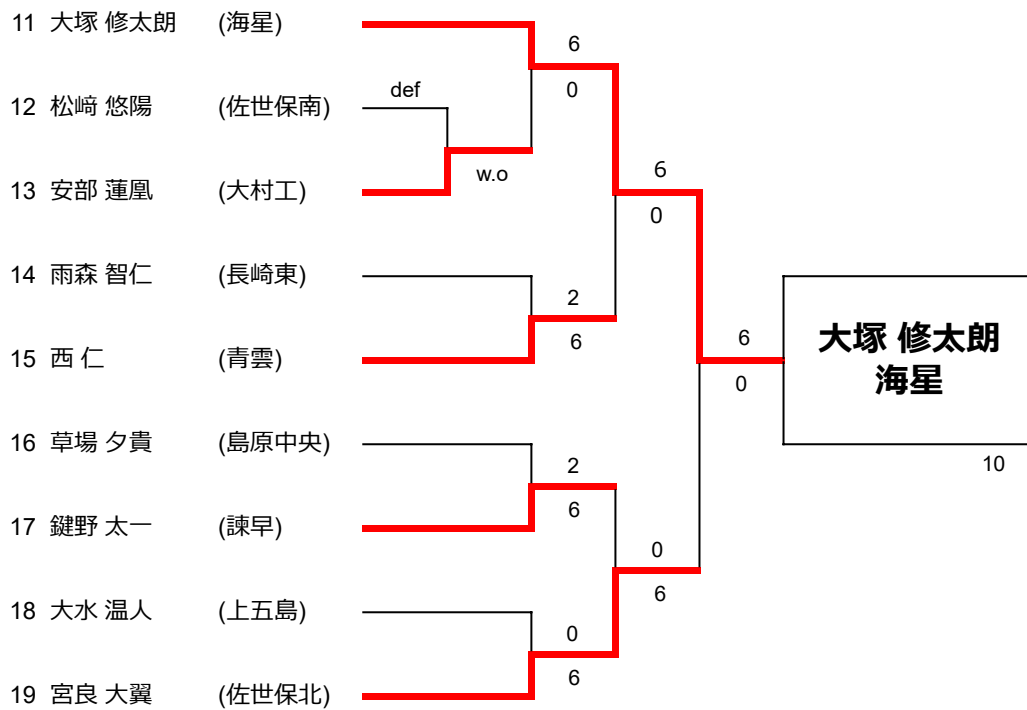 11 大塚 修太朗 (海星)
6
0
12 松﨑 悠陽 (佐世保南)
def
w.o
13 安部 蓮凰 (大村工)
6
0
14 雨森 智仁 (長崎東)
2
6
15 西 仁 (青雲)
6
0
大塚 修太朗
海星
10
16 草場 夕貴 (島原中央)
2
6
17 鍵野 太一 (諫早)
0
6
18 大水 温人 (上五島)
0
6
19 宮良 大翼 (佐世保北)